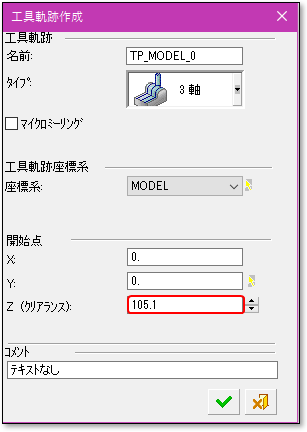 工具軌跡作成
工具軌跡
名前: TP_MODEL_0
タイプ: 3 軸
マイクロミーリング
工具軌跡座標系
座標系: MODEL
開始点
X: 0.
Y: 0.
Z (クリアランス): 105.1
コメント
テキストなし